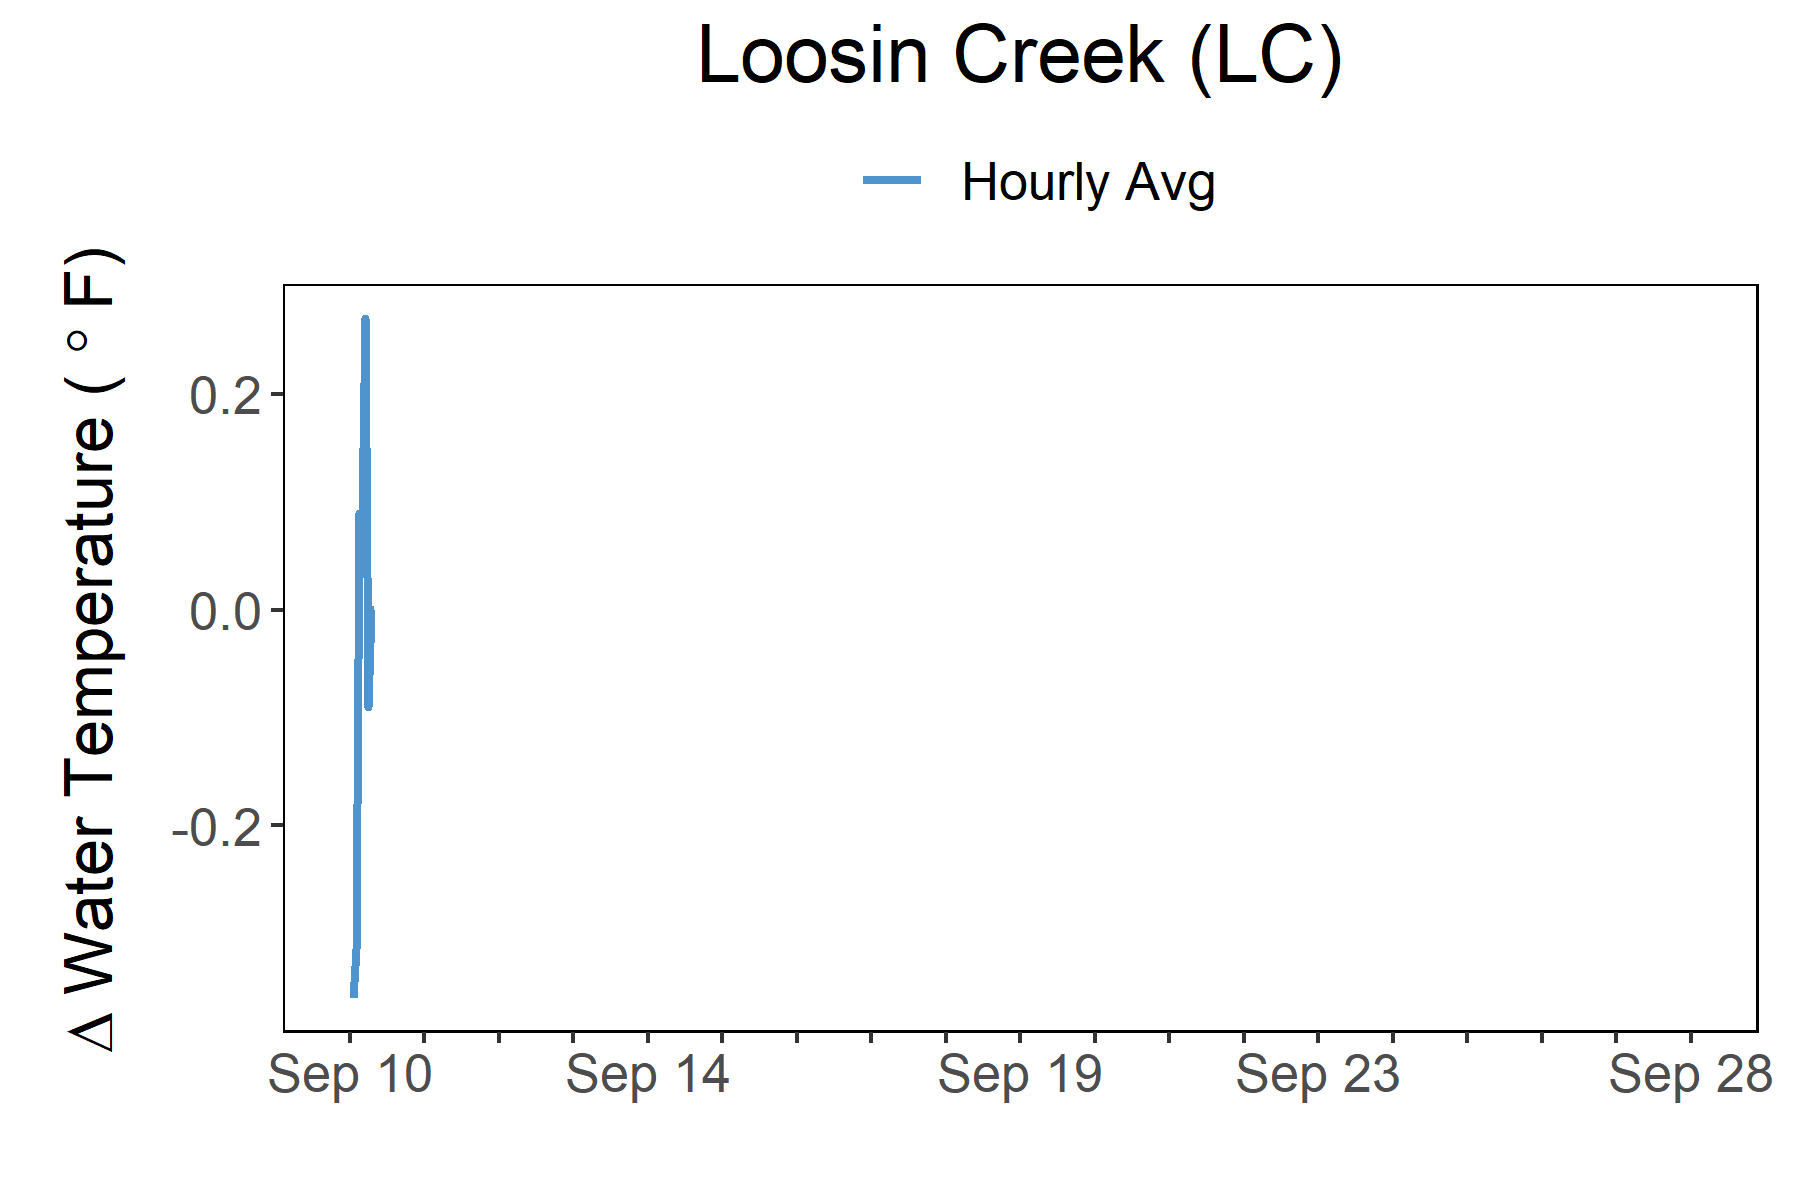 Loosin Creek (LC)
Hourly Avg
Δ Water Temperature ( ° F)
0.2
0.0
-0.2
Sep 10 Sep 14 Sep 19 Sep 23 Sep 28